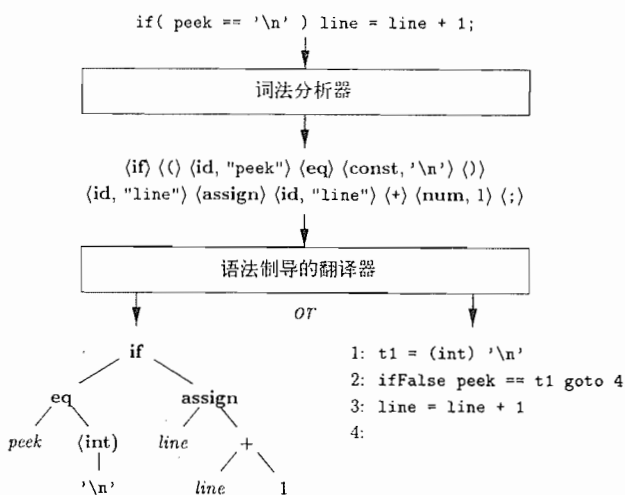 if( peek == '\n' ) line = line + 1;
词法分析器
⟨if⟩ ⟨(⟩ ⟨id, "peek"⟩ ⟨eq⟩ ⟨const, '\n'⟩ ⟨)⟩
⟨id, "line"⟩ ⟨assign⟩ ⟨id, "line"⟩ ⟨+⟩ ⟨num, 1⟩ ⟨;⟩
语法制导的翻译器
or
if
eq
assign
peek
⟨int)
line
+
'\n'
line
1
1: t1 = (int) '\n'
2: ifFalse peek == t1 goto 4
3: line = line + 1
4: